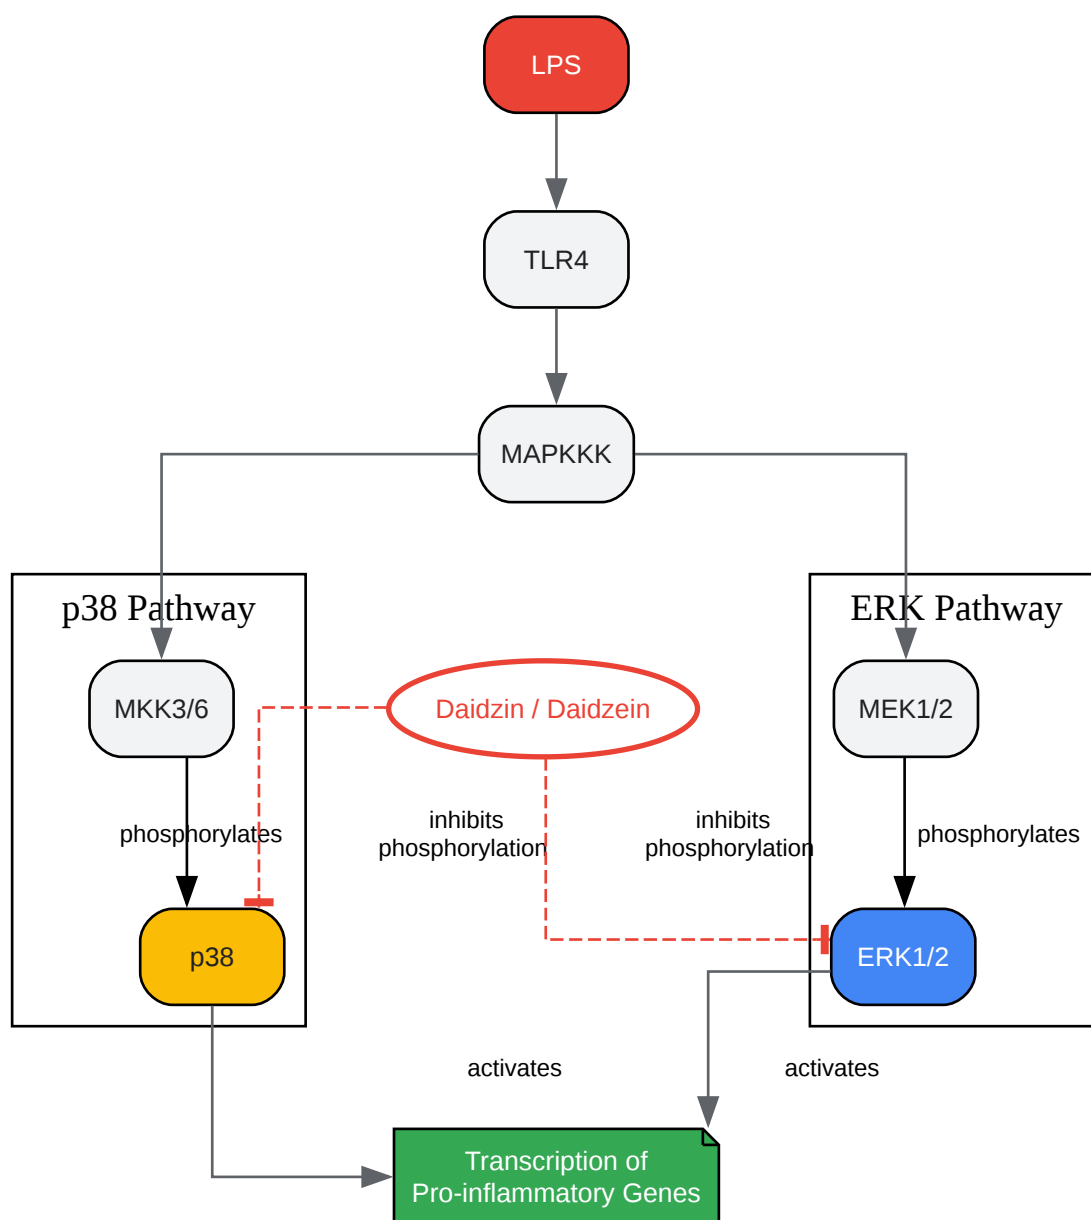 LPS
TLR4
MAPKKK
p38 Pathway
ERK Pathway
MKK3/6
Daidzin / Daidzein
MEK1/2
phosphorylates
inhibits
phosphorylation
inhibits
phosphorylation
phosphorylates
p38
ERK1/2
activates
activates
Transcription of
Pro-inflammatory Genes